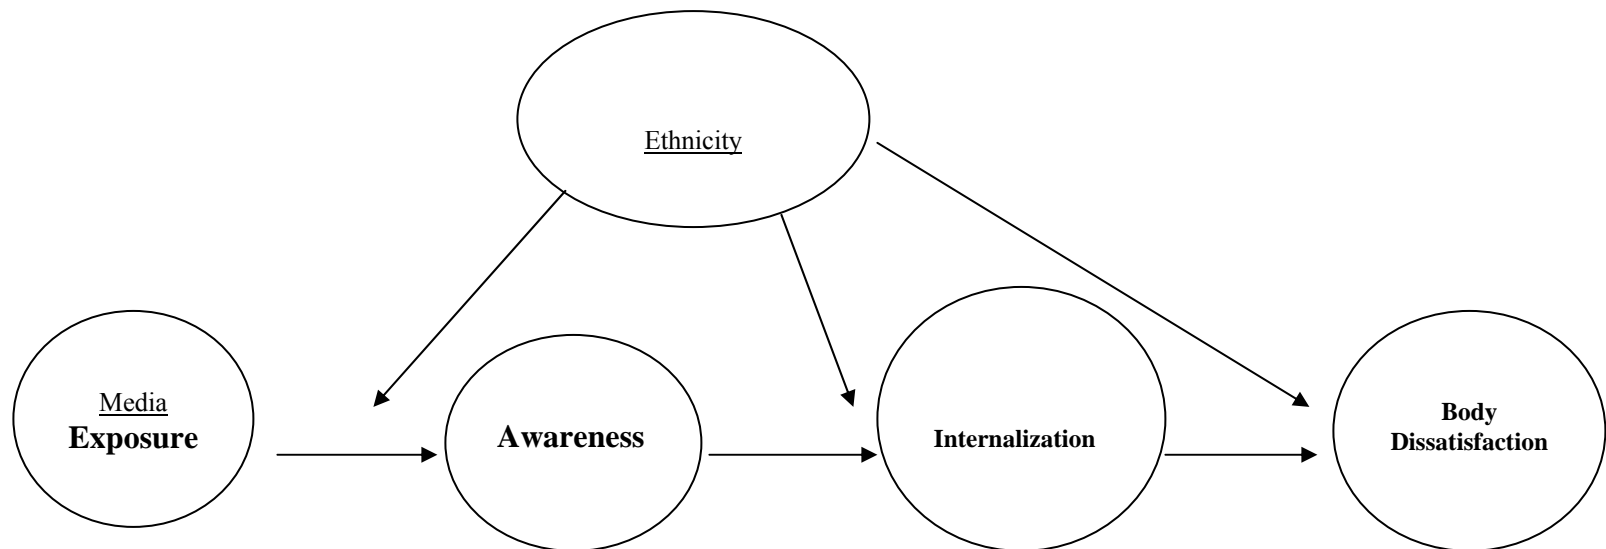 Ethnicity
Media
Exposure
Awareness
Internalization
Body
Dissatisfaction